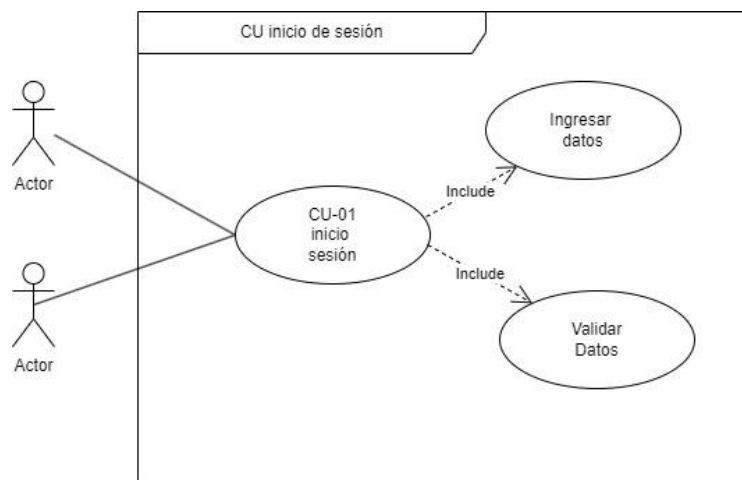 CU inicio de sesión
Ingresar
datos
Actor
Include
CU-01
inicio
sesión
Include
Actor
Validar
Datos